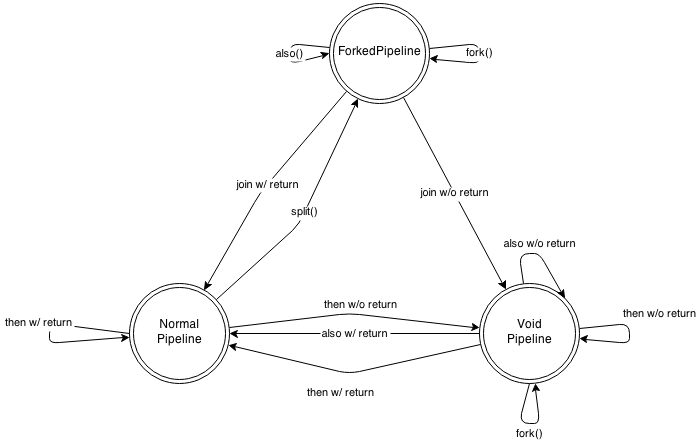 ForkedPipeline
also()
fork()
join w/ return
join w/o return
split()
also w/o return
then w/o return
then w/ return
Normal
Pipeline
then w/o return
also w/ return
Void
Pipeline
then w/ return
fork()